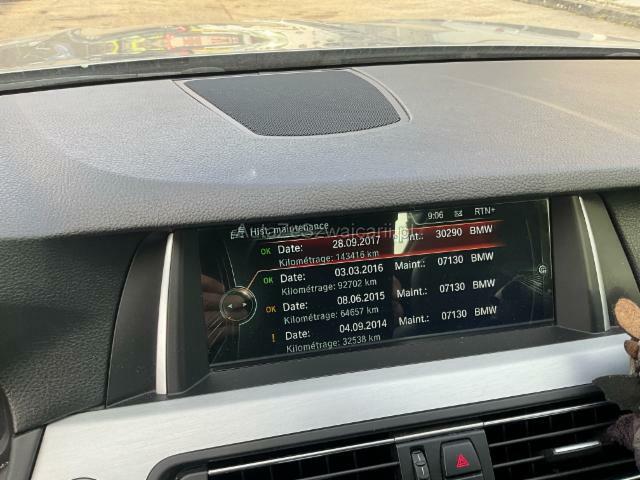 9:06 RTN+
Hist. maintenance
OK Date: 28.09.2017 Maint.: 30290 BMW
Kilométrage: 143416 km
OK Date: 03.03.2016 Maint.: 07130 BMW
Kilométrage: 92702 km
OK Date: 08.06.2015 Maint.: 07130 BMW
Kilométrage: 64657 km
! Date: 04.09.2014 Maint.: 07130 BMW
Kilométrage: 32538 km